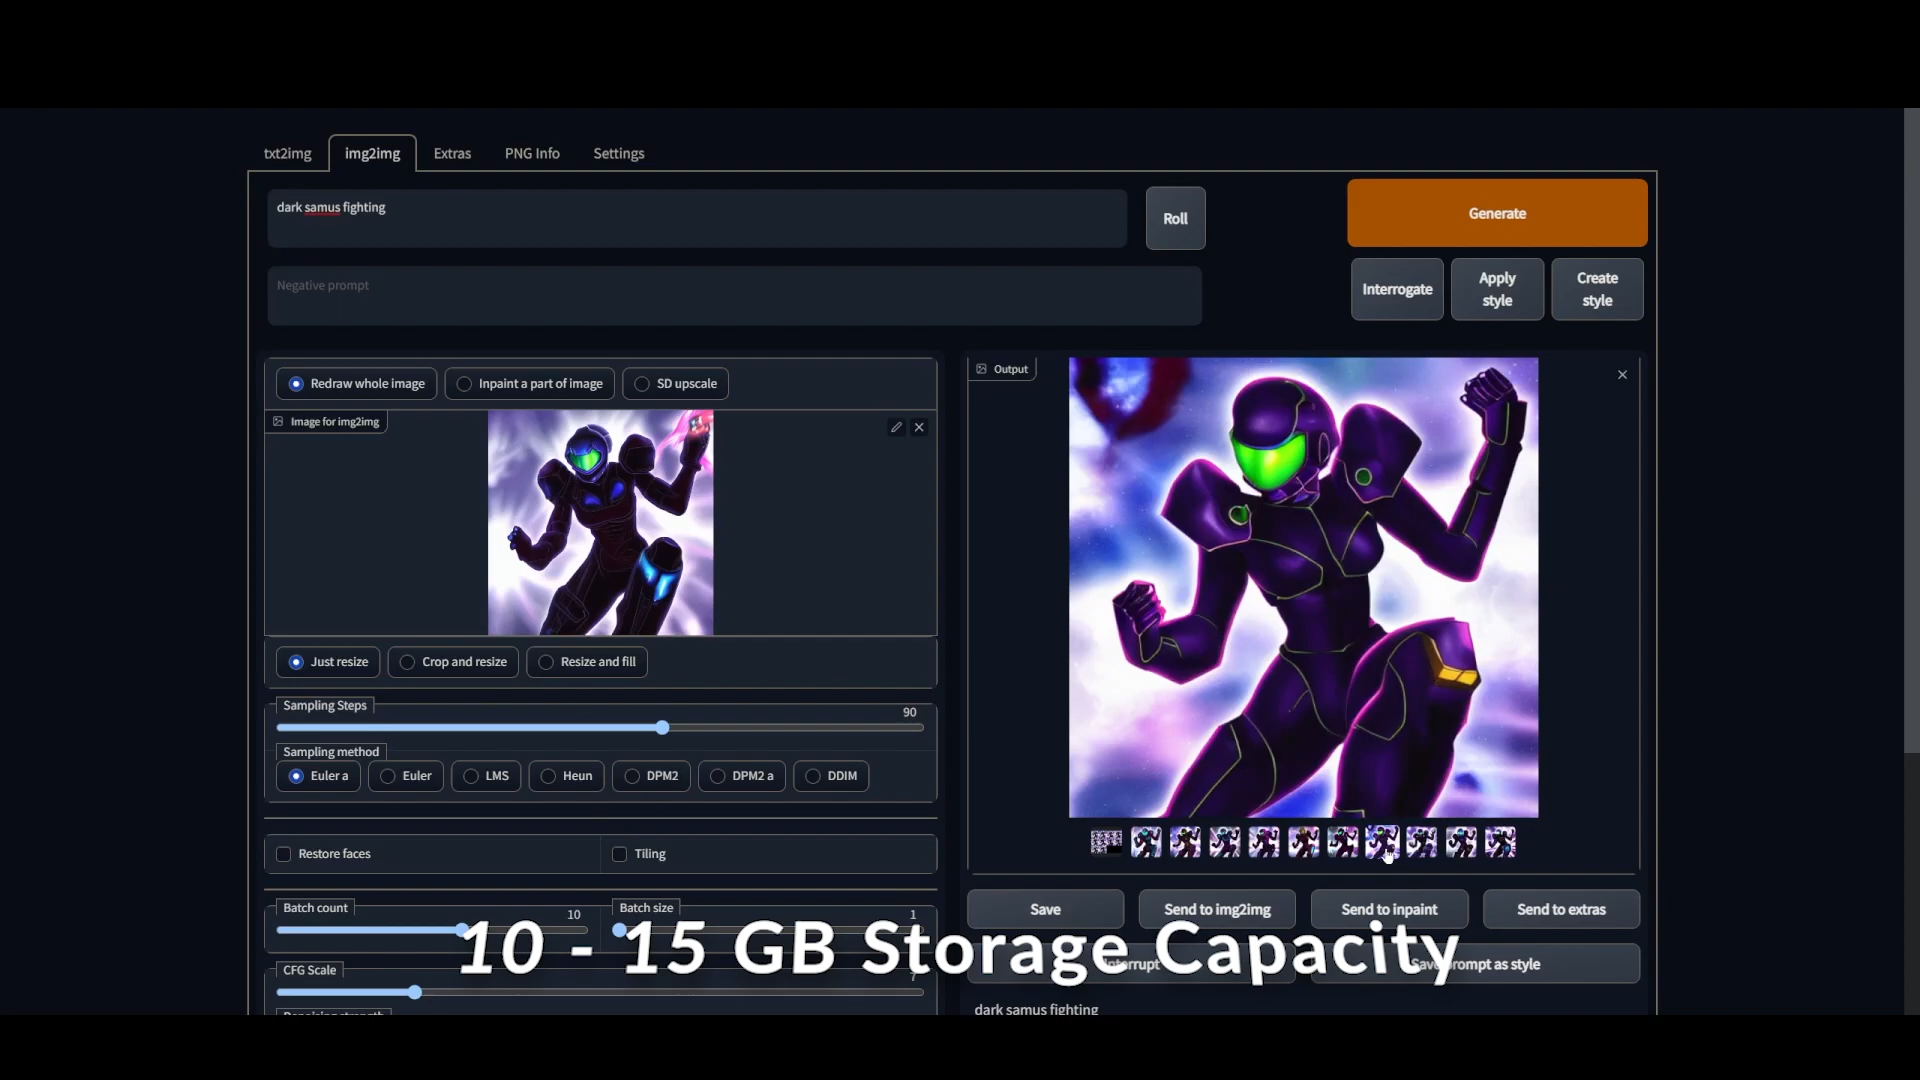 txt2img img2img Extras PNG Info Settings
dark samus fighting
Roll
Generate
Negative prompt
Interrogate
Apply style
Create style
Redraw whole image Inpaint a part of image SD upscale
Image for img2img
Output
Just resize Crop and resize Resize and fill
Sampling Steps
90
Sampling method
Euler a Euler LMS Heun DPM2 DPM2 a DDIM
Restore faces Tiling
Batch count 10 Batch size 1
Save Send to img2img Send to inpaint Send to extras
10 - 15 GB Storage Capacity
CFG Scale
7
prompt as style
dark samus fighting